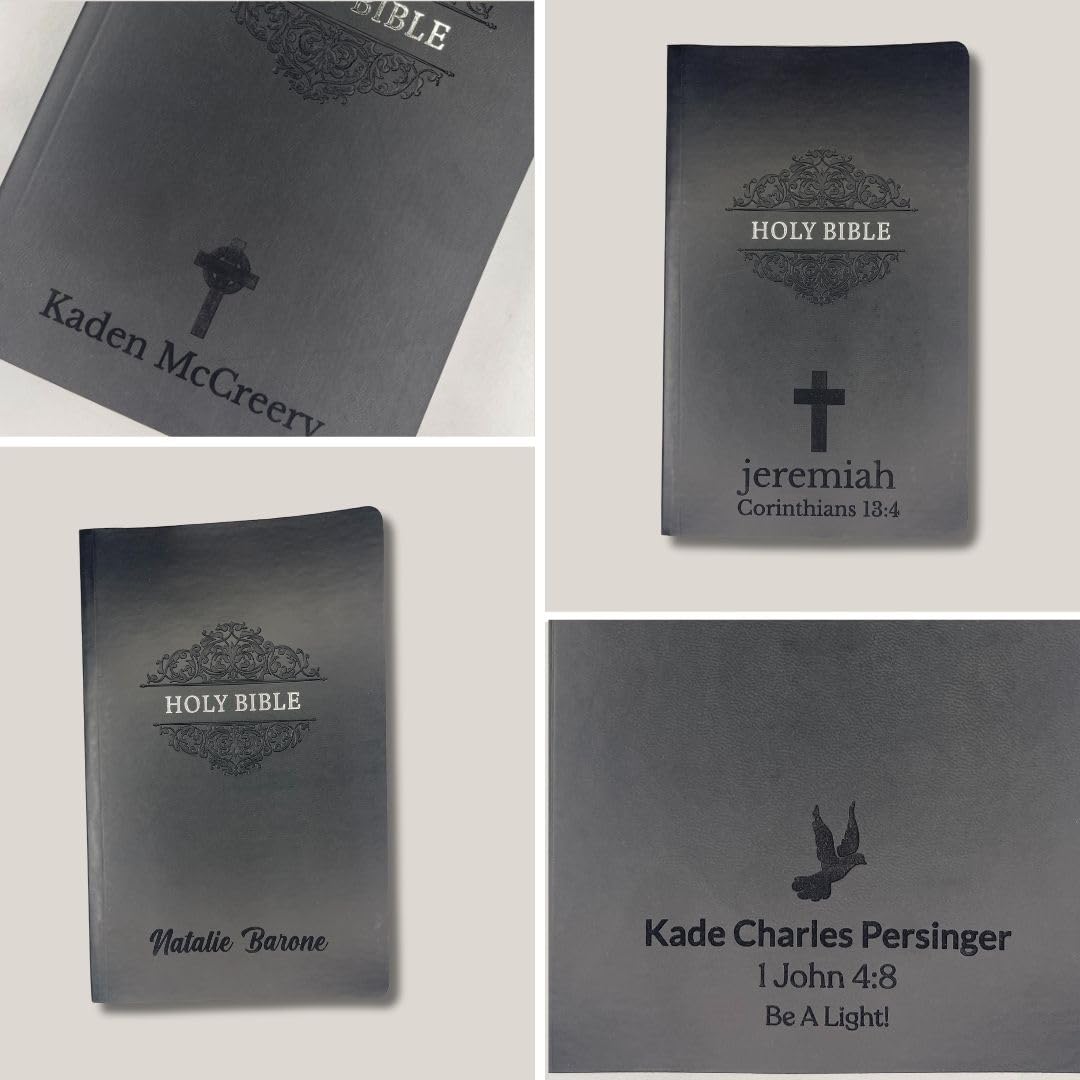 BIBLE
Kaden McCreery
HOLY BIBLE
jeremiah
Corinthians 13:4
HOLY BIBLE
Natalie Barone
Kade Charles Persinger
1 John 4:8
Be A Light!